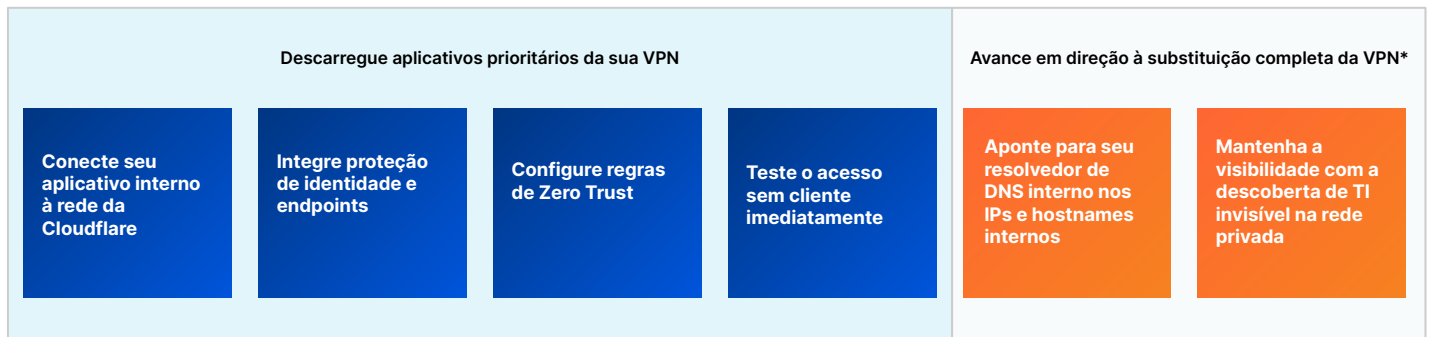 Descarregue aplicativos prioritários da sua VPN
Avance em direção à substituição completa da VPN*
Conecte seu
aplicativo interno
à rede da
Cloudflare
Integre proteção
de identidade e
endpoints
Configure regras
de Zero Trust
Teste o acesso
sem cliente
imediatamente
Aponte para seu
resolvedor de
DNS interno nos
IPs e hostnames
internos
Mantenha a
visibilidade com a
descoberta de TI
invisível na rede
privada